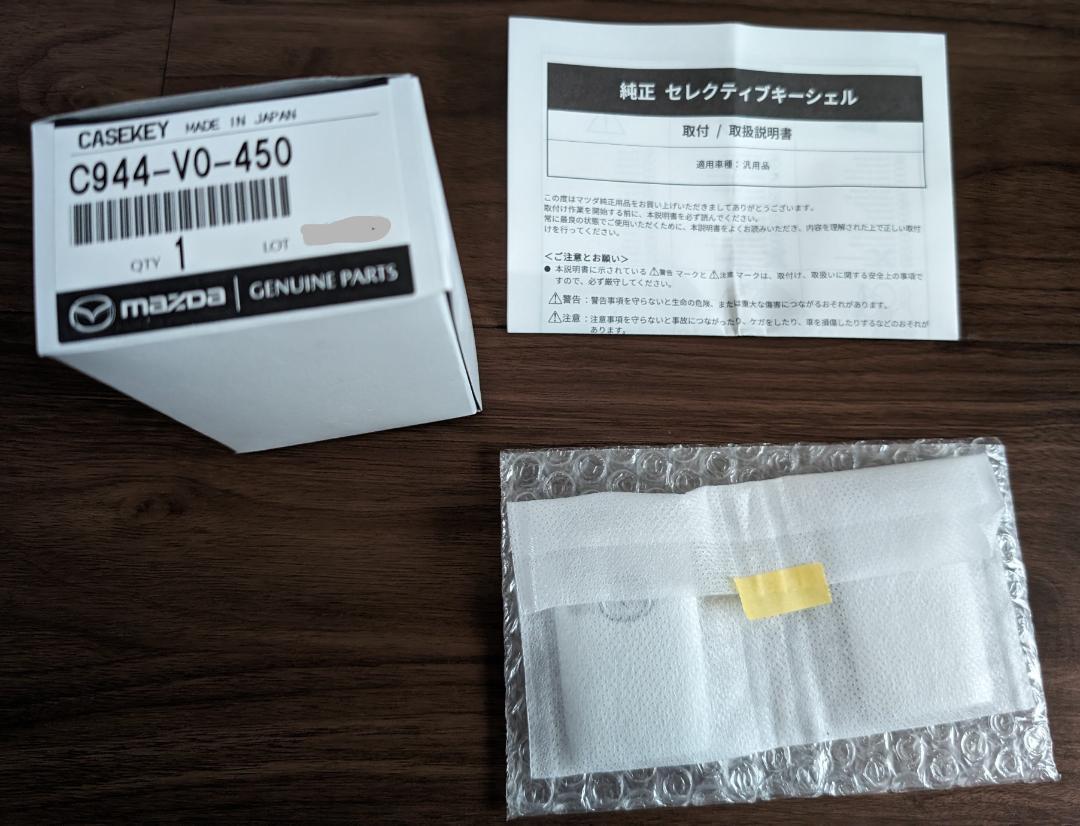 CASEKEY MADE IN JAPAN
C944-V0-450
QTY 1 LOT
mazda GENUINE PARTS
純正 セレクティブキーシェル
取付 / 取扱説明書
適用車種：汎用品
この度はマツダ純正用品をお買い上げいただきましてありがとうございます。
取付け作業を開始する前に、本説明書を必ず読んでください。
常に最良の状態でご使用いただくために、本説明書をよくお読みいただき、内容を理解された上で正しい取付
けを行ってください。
＜ご注意とお願い＞
● 本説明書に示されている ⚠警告 マークと ⚠注意 マークは、取付け、取扱いに関する安全上の事項で
すので、必ず厳守してください。
⚠警告：警告事項を守らないと生命の危険、または重大な傷害につながるおそれがあります。
⚠注意：注意事項を守らないと事故につながったり、ケガをしたり、車を損傷したりするなどのおそれが
あります。